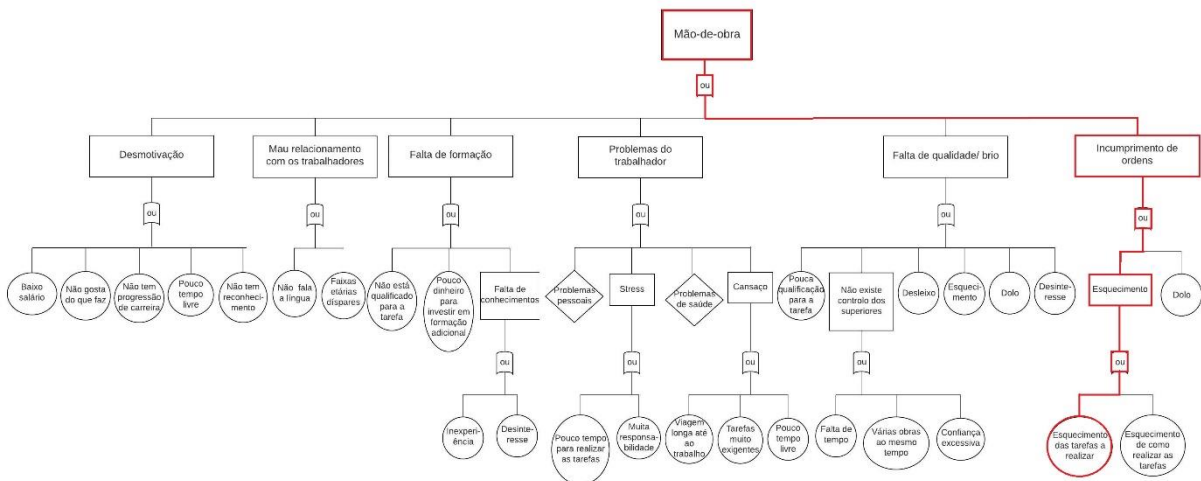 Mão-de-obra
ou
Desmotivação
Mau relacionamento
com os trabalhadores
Falta de formação
Problemas do
trabalhador
Falta de qualidade/ brio
Incumprimento de
ordens
ou
ou
ou
ou
ou
ou
Baixo
salário
Não gosta
do que faz
Não tem
progressão
de carreira
Pouco
tempo
livre
Não tem
reconheci-
mento
Não fala
a língua
Faixas
etárias
díspares
Não está
qualificado
para a
tarefa
Pouco
dinheiro
para
investir em
formação
adicional
Falta de
conhecimentos
Problemas
pessoais
Stress
Problemas
de saúde
Cansaço
Pouca
qualificação
para a
tarefa
Não existe
controlo dos
superiores
Desleixo
Esqueci-
mento
Dolo
Desinte-
resse
Esquecimento
Dolo
ou
ou
ou
ou
ou
Inexperi-
ência
Desinte-
resse
Pouco tempo
para realizar
as tarefas
Muita
responsa-
bilidade
Viagem
longa até
ao
trabalho
Tarefas
muito
exigentes
Pouco
tempo
livre
Falta de
tempo
Várias obras
ao mesmo
tempo
Confiança
excessiva
Esquecimento
das tarefas a
realizar
Esquecimento
de como
realizar as
tarefas